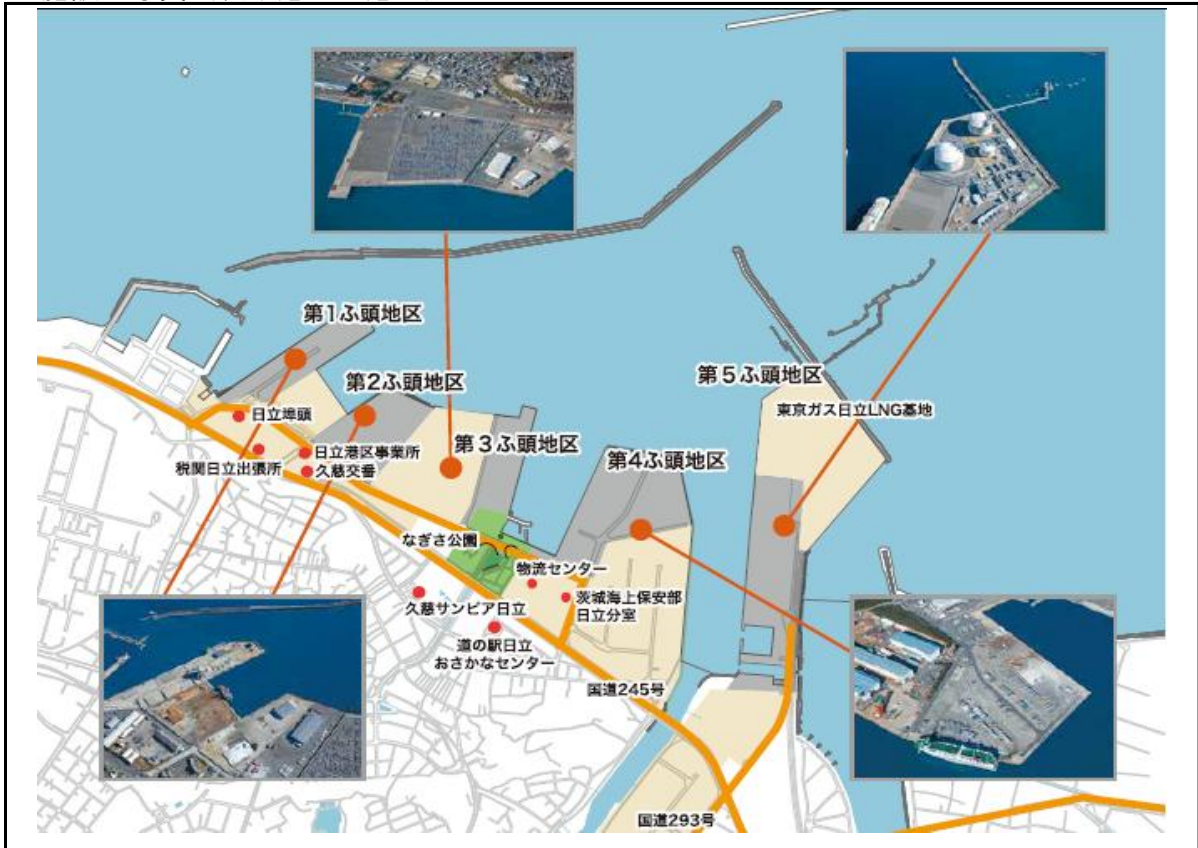 第1ふ頭地区
第2ふ頭地区
第5ふ頭地区
東京ガス日立LNG基地
日立埠頭
日立港区事業所
税関日立出張所
久慈交番
第3ふ頭地区
第4ふ頭地区
なぎさ公園
物流センター
久慈サンピア日立
茨城海上保安部
日立分室
道の駅日立
おさかなセンター
国道245号
国道293号